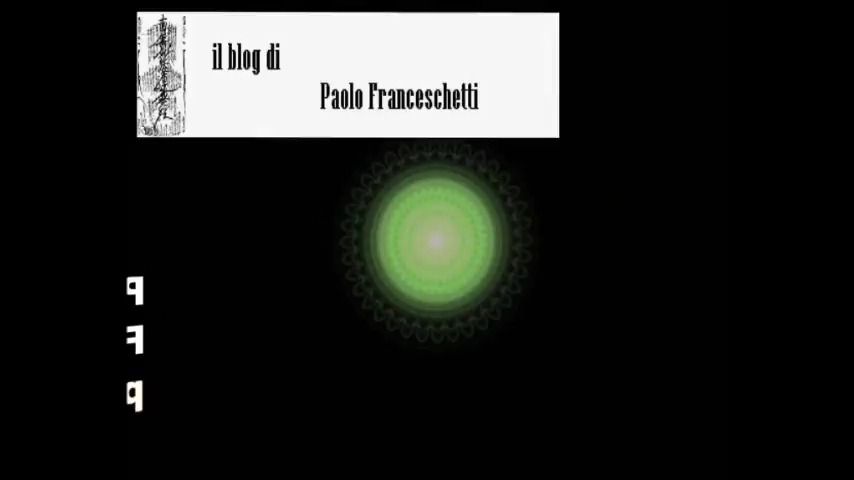 il blog di
Paolo Franceschetti
ꟼ
ꟻ
ꟼ